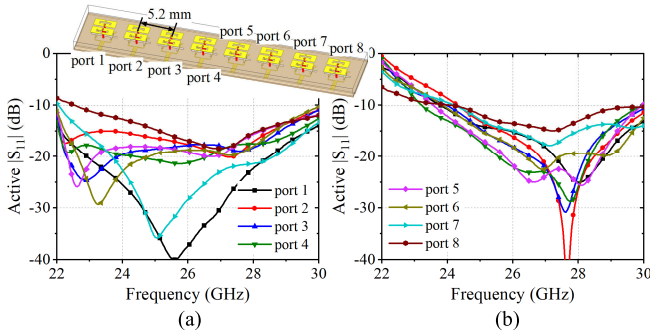 5.2 mm
port 1
port 2
port 3
port 4
port 5
port 6
port 7
port 8
Active |S11| (dB)
0
-10
-20
-30
-40
22
24
26
28
30
port 1
port 2
port 3
port 4
Frequency (GHz)
(a)
Active |S11| (dB)
0
-10
-20
-30
-40
22
24
26
28
30
port 5
port 6
port 7
port 8
Frequency (GHz)
(b)